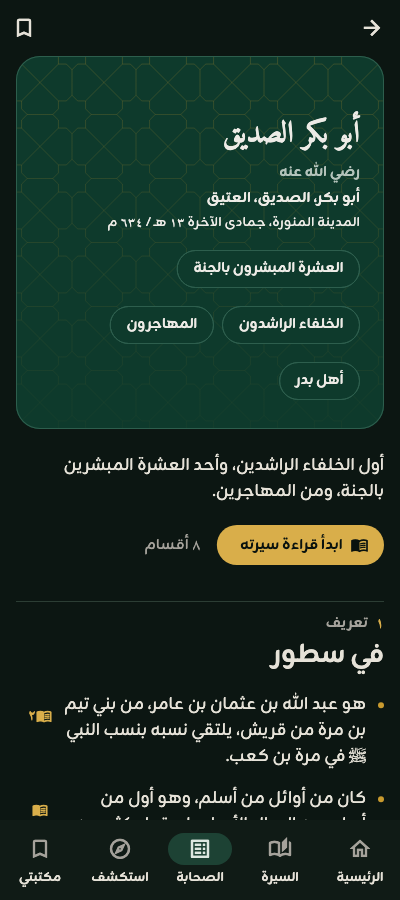 أبو بكر الصديق
رضي الله عنه
أبو بكر، الصديق، العتيق
المدينة المنورة، جمادى الآخرة ١٣ هـ / ٦٣٤ م
العشرة المبشرون بالجنة
الخلفاء الراشدون
المهاجرون
أهل بدر
أول الخلفاء الراشدين، وأحد العشرة المبشرين
بالجنة، ومن المهاجرين.
ابدأ قراءة سيرته
٨ أقسام
١ تعريف
في سطور
هو عبد الله بن عثمان بن عامر، من بني تيم
بن مرة من قريش، يلتقي نسبه بنسب النبي
ﷺ في مرة بن كعب.
٢
كان من أوائل من أسلم، وهو أول من
الرئيسية
السيرة
الصحابة
استكشف
مكتبتي